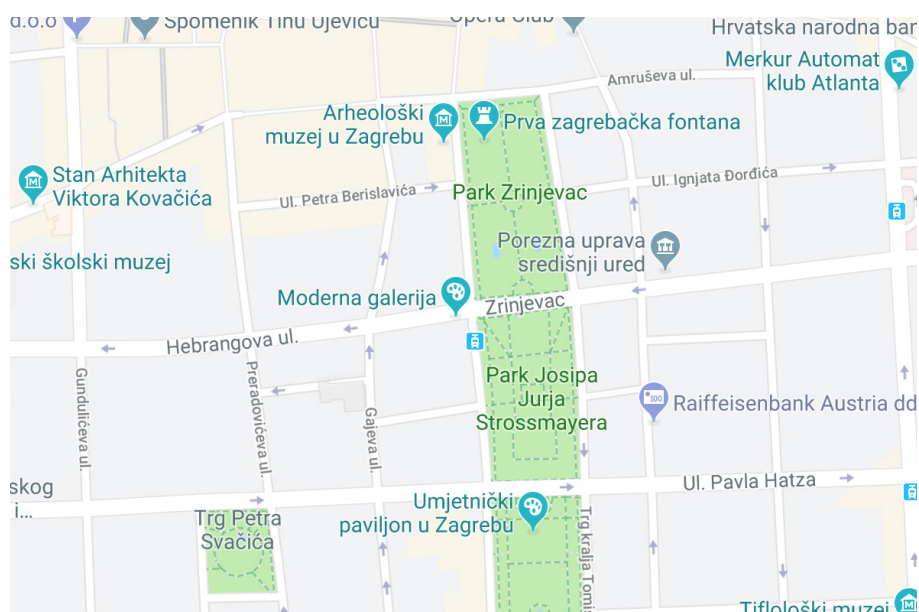 d.o.o
Spomenik Tinu Ujeviću
Opera Club
Hrvatska narodna ban
Merkur Automat
klub Atlanta
Amruševa ul.
Arheološki
muzej u Zagrebu
Prva zagrebačka fontana
Stan Arhitekta
Viktora Kovačića
Ul. Petra Berislavića
Park Zrinjevac
Ul. Ignjata Đorđića
ski školski muzej
Porezna uprava
središnji ured
Moderna galerija
Zrinjevac
Hebrangova ul.
Gundulićeva ul.
Preradovićeva ul.
Gajeva ul.
Park Josipa
Jurja
Strossmayera
100
Raiffeisenbank Austria dd
skog
i...
Ul. Pavla Hatza
Trg Petra
Svačića
Umjetnički
paviljon u Zagrebu
Trg kralja Tomis
Tiflološki muzej